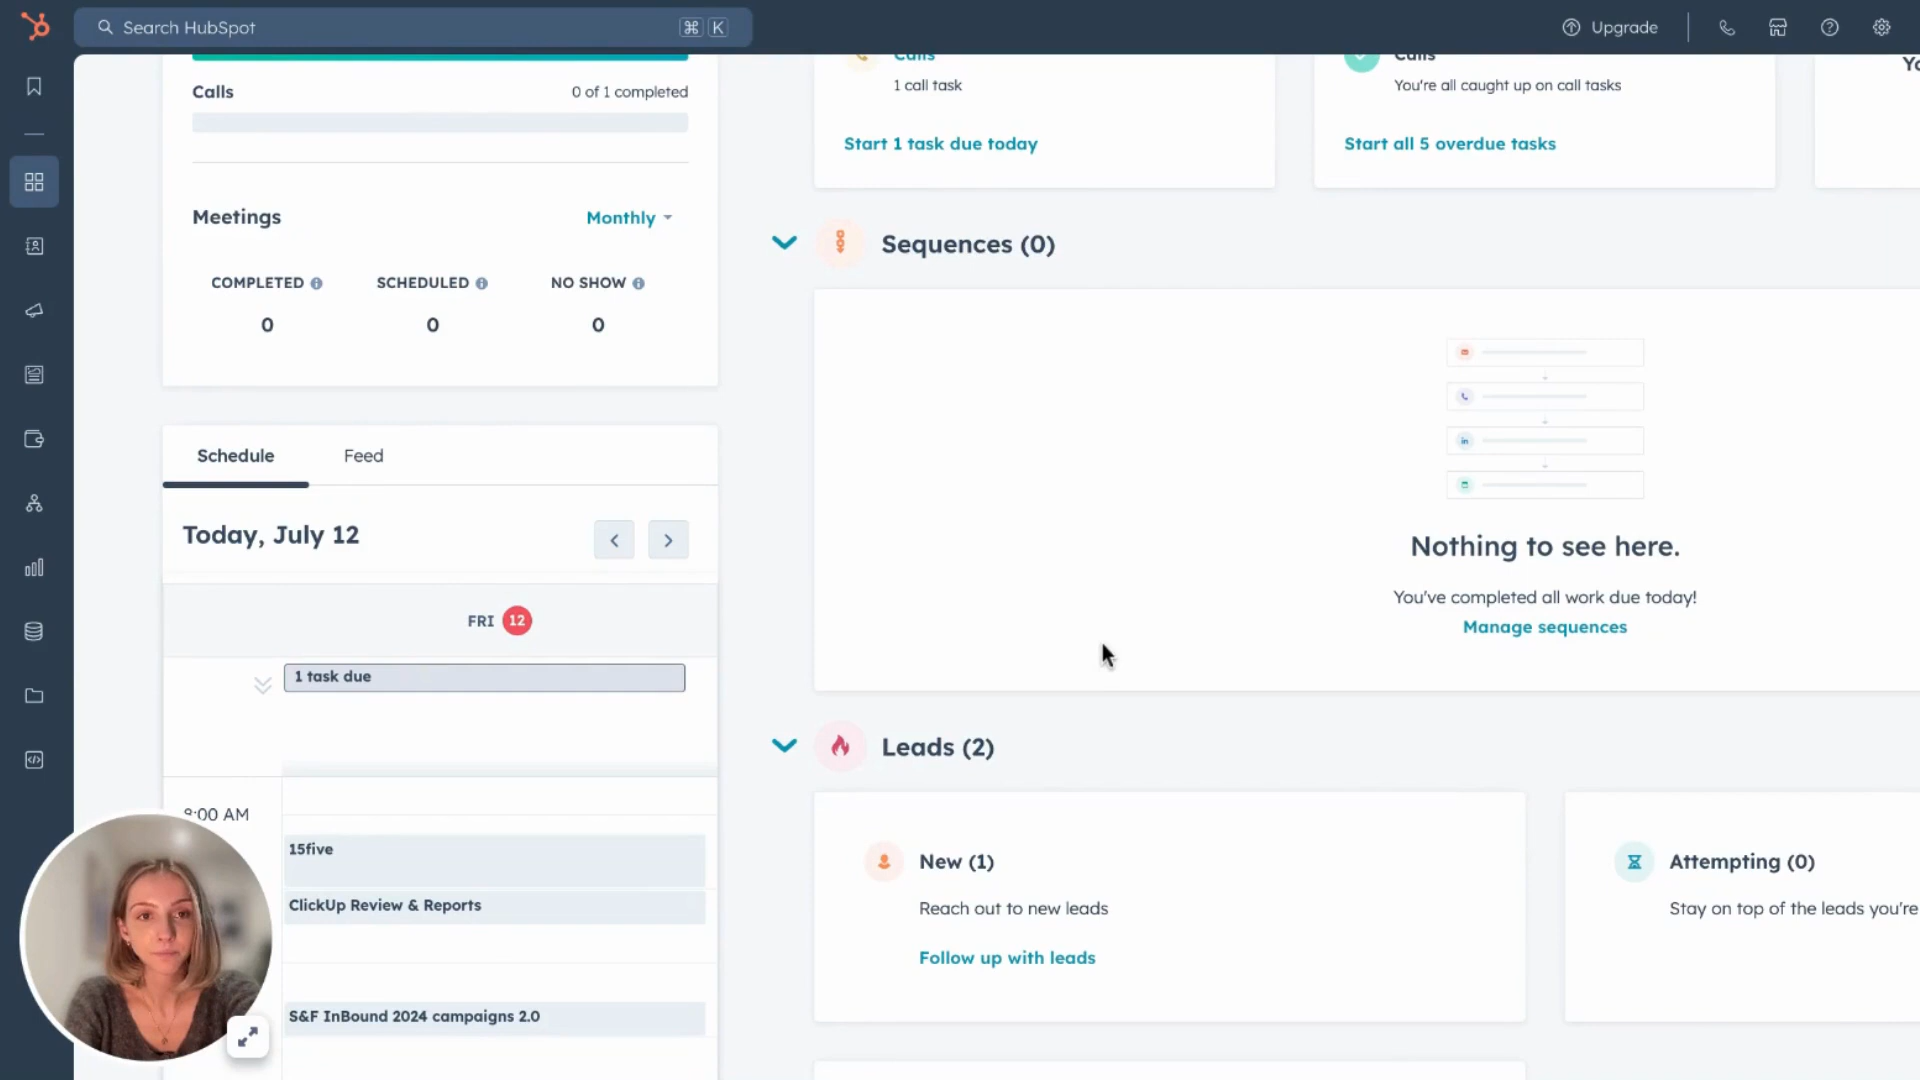 Search HubSpot
⌘ K
Upgrade
Calls
0 of 1 completed
Meetings
Monthly
COMPLETED
SCHEDULED
NO SHOW
0
0
0
Schedule
Feed
Today, July 12
FRI 12
1 task due
:00 AM
15five
ClickUp Review & Reports
S&F InBound 2024 campaigns 2.0
Calls
1 call task
Start 1 task due today
Calls
You're all caught up on call tasks
Start all 5 overdue tasks
Sequences (0)
Nothing to see here.
You've completed all work due today!
Manage sequences
Leads (2)
New (1)
Reach out to new leads
Follow up with leads
Attempting (0)
Stay on top of the leads you're